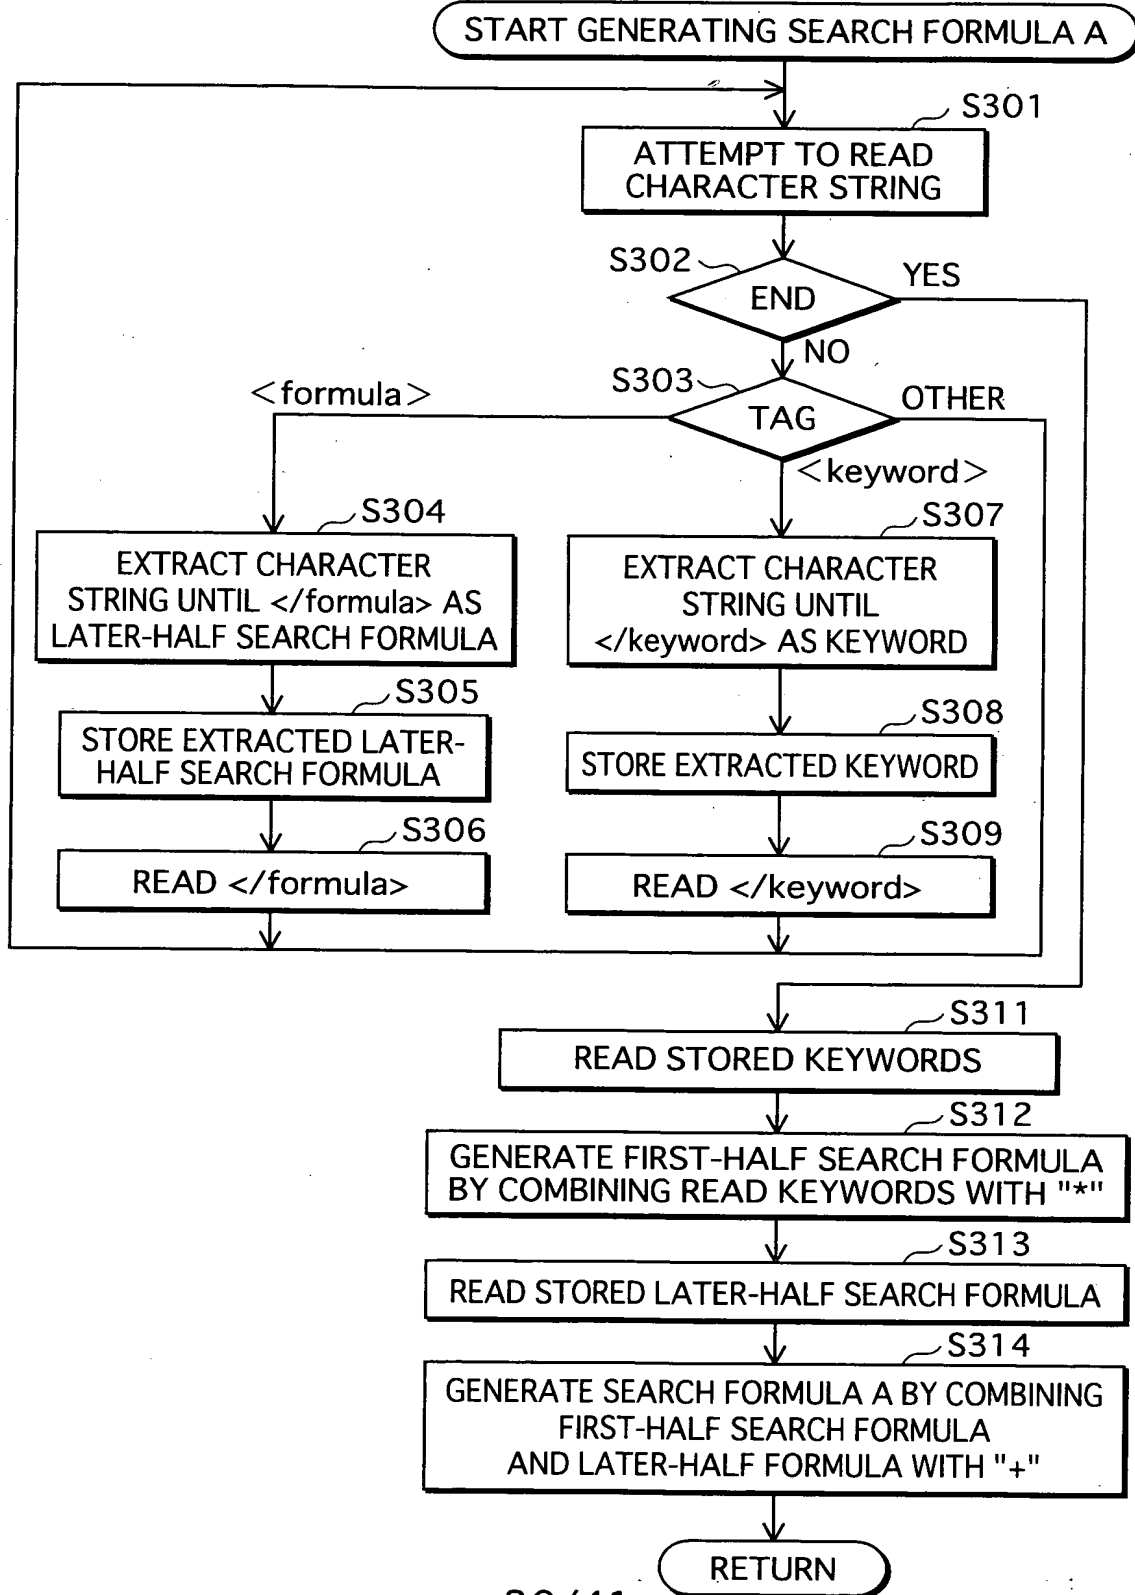 START GENERATING SEARCH FORMULA A
S301
ATTEMPT TO READ
CHARACTER STRING
S302
END
YES
NO
S303
TAG
OTHER
<formula>
<keyword>
S304
EXTRACT CHARACTER
STRING UNTIL </formula> AS
LATER-HALF SEARCH FORMULA
S307
EXTRACT CHARACTER
STRING UNTIL
</keyword> AS KEYWORD
S305
STORE EXTRACTED LATER-
HALF SEARCH FORMULA
S308
STORE EXTRACTED KEYWORD
S306
READ </formula>
S309
READ </keyword>
S311
READ STORED KEYWORDS
S312
GENERATE FIRST-HALF SEARCH FORMULA
BY COMBINING READ KEYWORDS WITH "*"
S313
READ STORED LATER-HALF SEARCH FORMULA
S314
GENERATE SEARCH FORMULA A BY COMBINING
FIRST-HALF SEARCH FORMULA
AND LATER-HALF FORMULA WITH "+"
RETURN